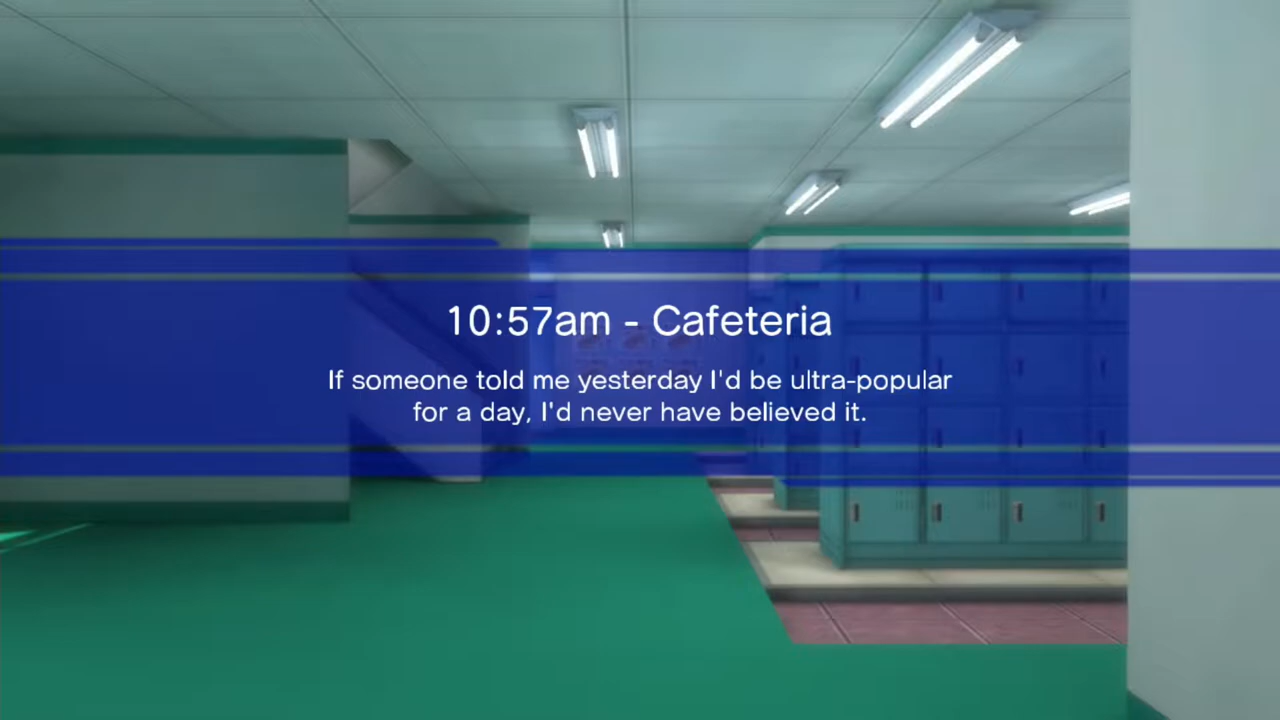 10:57am - Cafeteria
If someone told me yesterday I'd be ultra-popular
for a day, I'd never have believed it.